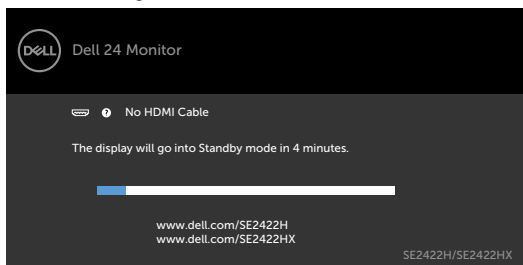 DELL
Dell 24 Monitor
? No HDMI Cable
The display will go into Standby mode in 4 minutes.
www.dell.com/SE2422H
www.dell.com/SE2422HX
SE2422H/SE2422HX